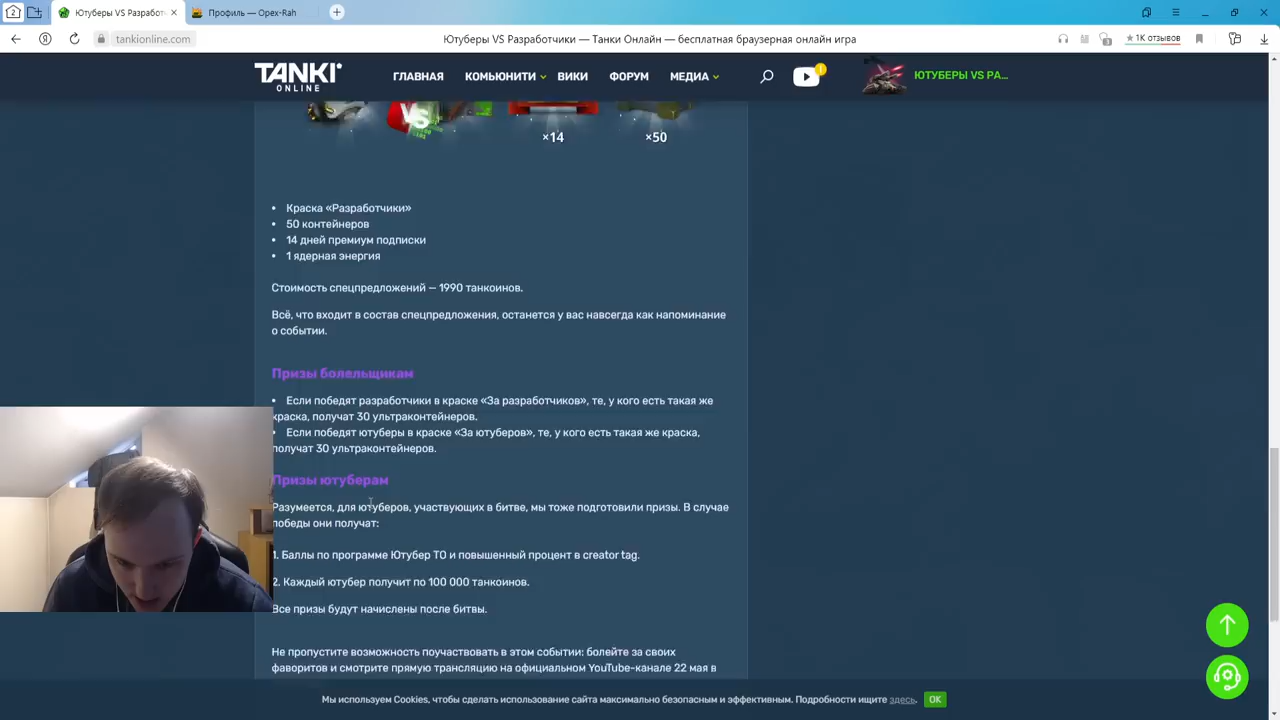 Ютуберы VS Разработ
Профиль — Opex-Rah
tankionline.com
Ютуберы VS Разработчики — Танки Онлайн — бесплатная браузерная онлайн игра
1К отзывов
TANKI
ONLINE
ГЛАВНАЯ
КОМЬЮНИТИ
ВИКИ
ФОРУМ
МЕДИА
ЮТУБЕРЫ VS РА...
VS
×14
×50
• Краска «Разработчики»
• 50 контейнеров
• 14 дней премиум подписки
• 1 ядерная энергия
Стоимость спецпредложений — 1990 танкоинов.
Всё, что входит в состав спецпредложения, останется у вас навсегда как напоминание
о событии.
Призы болельщикам
• Если победят разработчики в краске «За разработчиков», те, у кого есть такая же
краска, получат 30 ультраконтейнеров.
• Если победят ютуберы в краске «За ютуберов», те, у кого есть такая же краска,
получат 30 ультраконтейнеров.
Призы ютуберам
Разумеется, для ютуберов, участвующих в битве, мы тоже подготовили призы. В случае
победы они получат:
1. Баллы по программе Ютубер ТО и повышенный процент в creator tag.
2. Каждый ютубер получит по 100 000 танкоинов.
Все призы будут начислены после битвы.
Не пропустите возможность поучаствовать в этом событии: болейте за своих
фаворитов и смотрите прямую трансляцию на официальном YouTube-канале 22 мая в
Мы используем Cookies, чтобы сделать использование сайта максимально безопасным и эффективным. Подробности ищите здесь.
OK